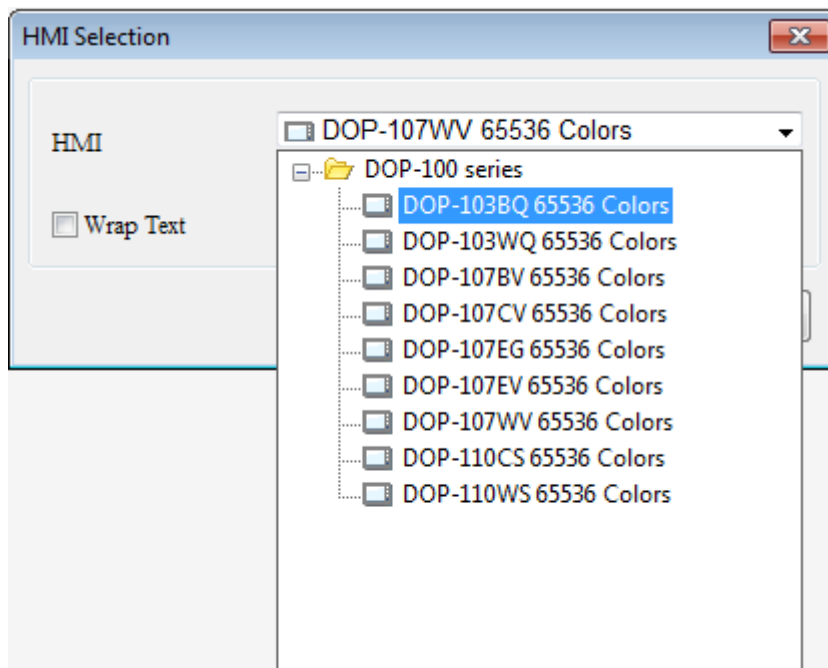 HMI Selection
HMI
DOP-107WV 65536 Colors
DOP-100 series
DOP-103BQ 65536 Colors
Wrap Text
DOP-103WQ 65536 Colors
DOP-107BV 65536 Colors
DOP-107CV 65536 Colors
DOP-107EG 65536 Colors
DOP-107EV 65536 Colors
DOP-107WV 65536 Colors
DOP-110CS 65536 Colors
DOP-110WS 65536 Colors